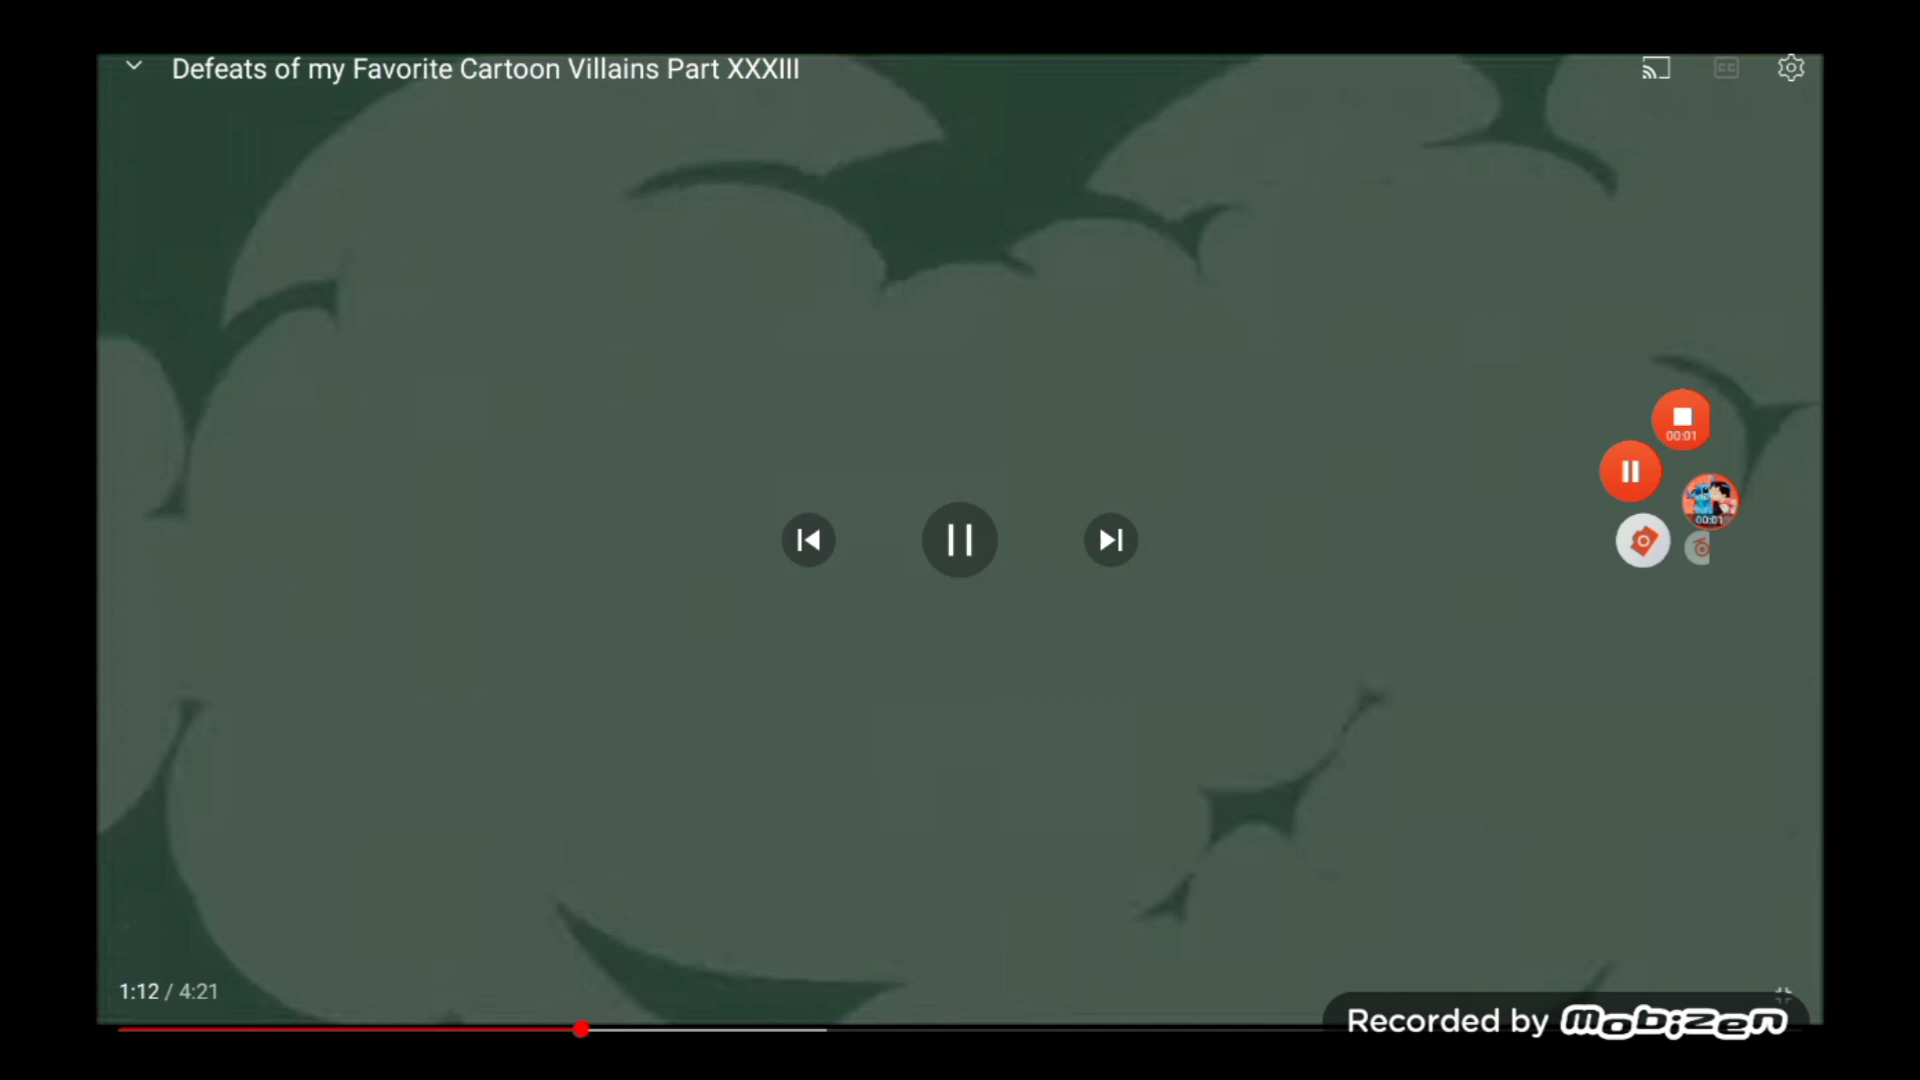 Defeats of my Favorite Cartoon Villains Part XXXIII
CC
00:01
00:01
1:12 / 4:21
Recorded by Mobizen